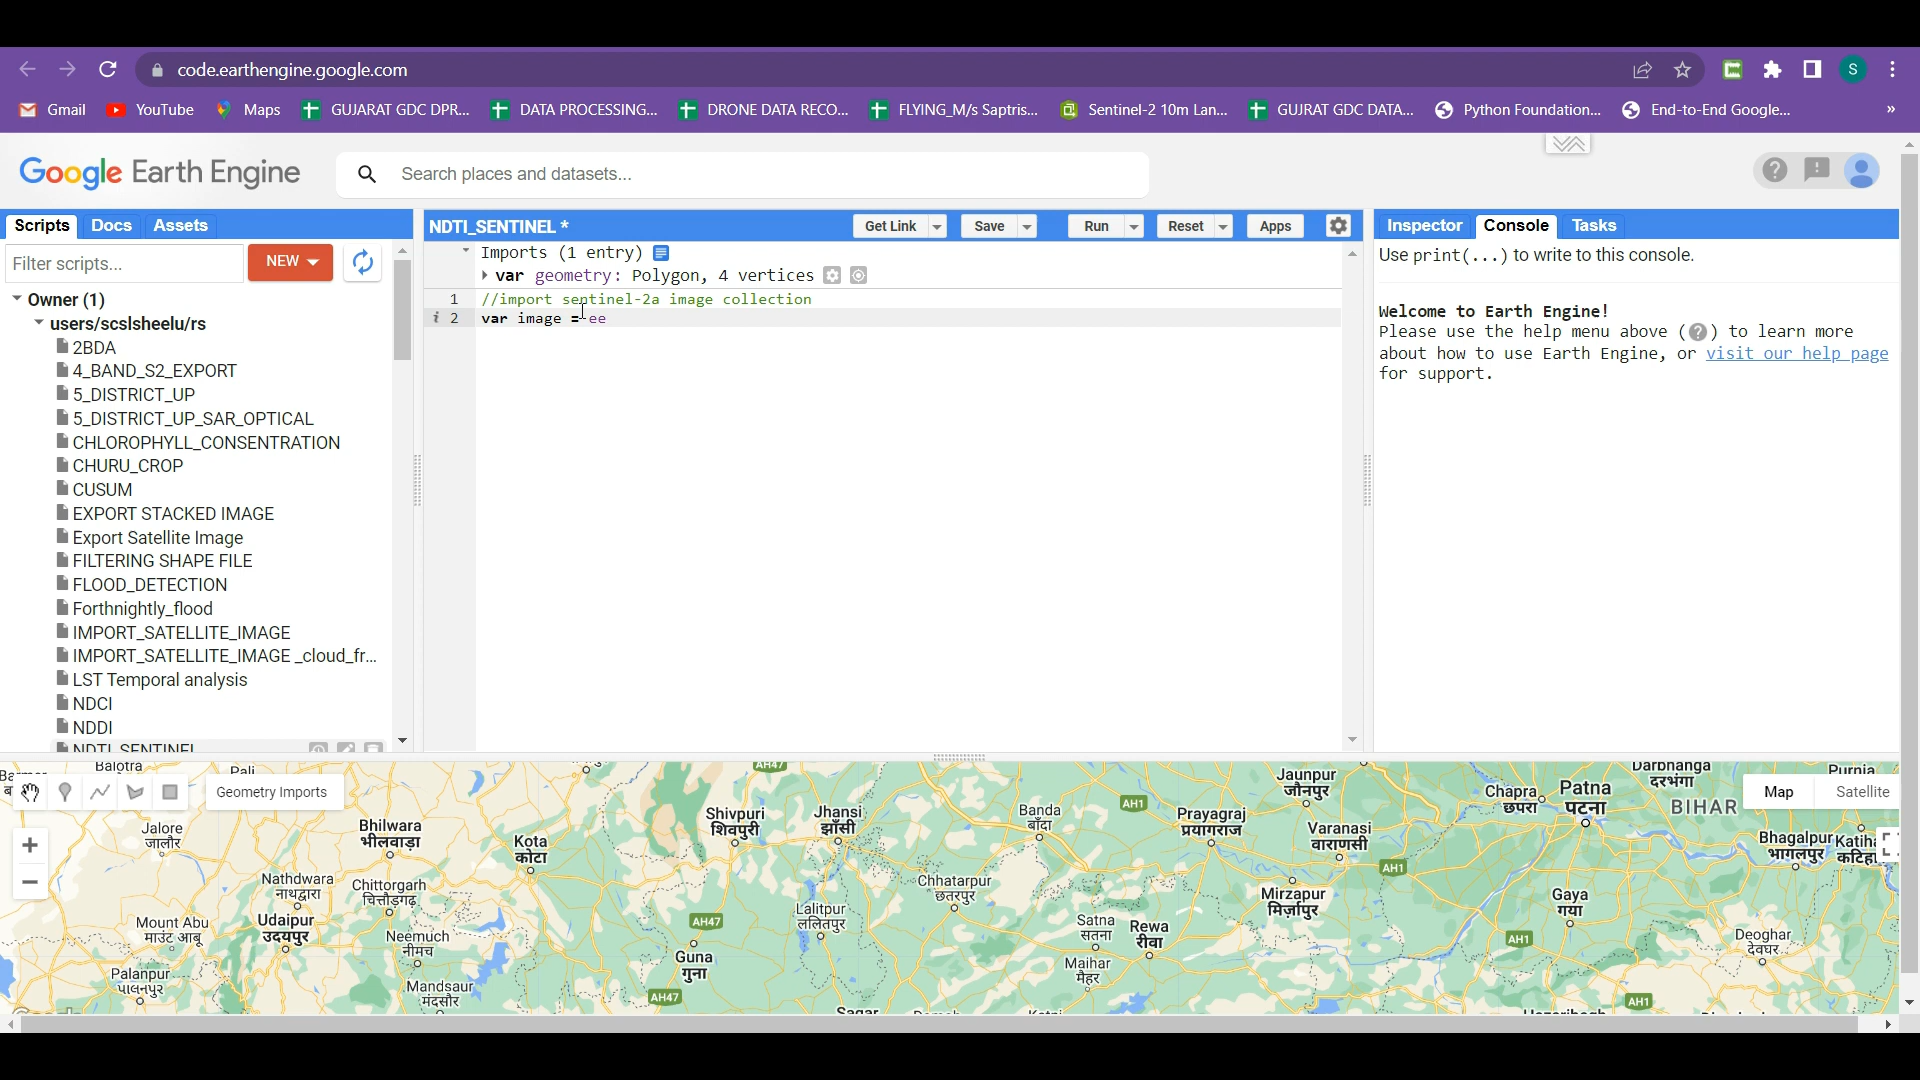 code.earthengine.google.com
S
Gmail
YouTube
Maps
GUJARAT GDC DPR...
DATA PROCESSING...
DRONE DATA RECO...
FLYING_M/s Saptris...
Sentinel-2 10m Lan...
GUJRAT GDC DATA...
Python Foundation...
End-to-End Google...
»
Google Earth Engine
Search places and datasets...
Scripts
Docs
Assets
Filter scripts...
NEW
Owner (1)
users/scslsheelu/rs
2BDA
4_BAND_S2_EXPORT
5_DISTRICT_UP
5_DISTRICT_UP_SAR_OPTICAL
CHLOROPHYLL_CONSENTRATION
CHURU_CROP
CUSUM
EXPORT STACKED IMAGE
Export Satellite Image
FILTERING SHAPE FILE
FLOOD_DETECTION
Forthnightly_flood
IMPORT_SATELLITE_IMAGE
IMPORT_SATELLITE_IMAGE _cloud_fr...
LST Temporal analysis
NDCI
NDDI
NDTI_SENTINEL
NDTI_SENTINEL *
Get Link
Save
Run
Reset
Apps
Imports (1 entry)
var geometry: Polygon, 4 vertices
1 //import sentinel-2a image collection
i 2 var image = ee
Inspector
Console
Tasks
Use print(...) to write to this console.
Welcome to Earth Engine!
Please use the help menu above (?) to learn more
about how to use Earth Engine, or visit our help page
for support.
Geometry Imports
Map
Satellite
+
−
Balotra
Pali
AH47
Jaunpur
जौनपुर
Darbhanga
दरभंगा
Purnia
Chapra
छपरा
Patna
पटना
BIHAR
Jalore
जालौर
Bhilwara
भीलवाड़ा
Kota
कोटा
Shivpuri
शिवपुरी
Jhansi
झाँसी
Banda
बाँदा
AH1
Prayagraj
प्रयागराज
Varanasi
वाराणसी
AH1
Bhagalpur
भागलपुर
Nathdwara
नाथद्वारा
Chittorgarh
चित्तौड़गढ़
Chhatarpur
छतरपुर
Mirzapur
मिर्ज़ापुर
Gaya
गया
Mount Abu
माउंट आबू
Udaipur
उदयपुर
Neemuch
नीमच
AH47
Lalitpur
ललितपुर
Satna
सतना
Rewa
रीवा
AH1
Deoghar
देवघर
Palanpur
પાલનપુર
Mandsaur
मंदसौर
Guna
गुना
AH47
Maihar
मैहर
AH1
Sagar